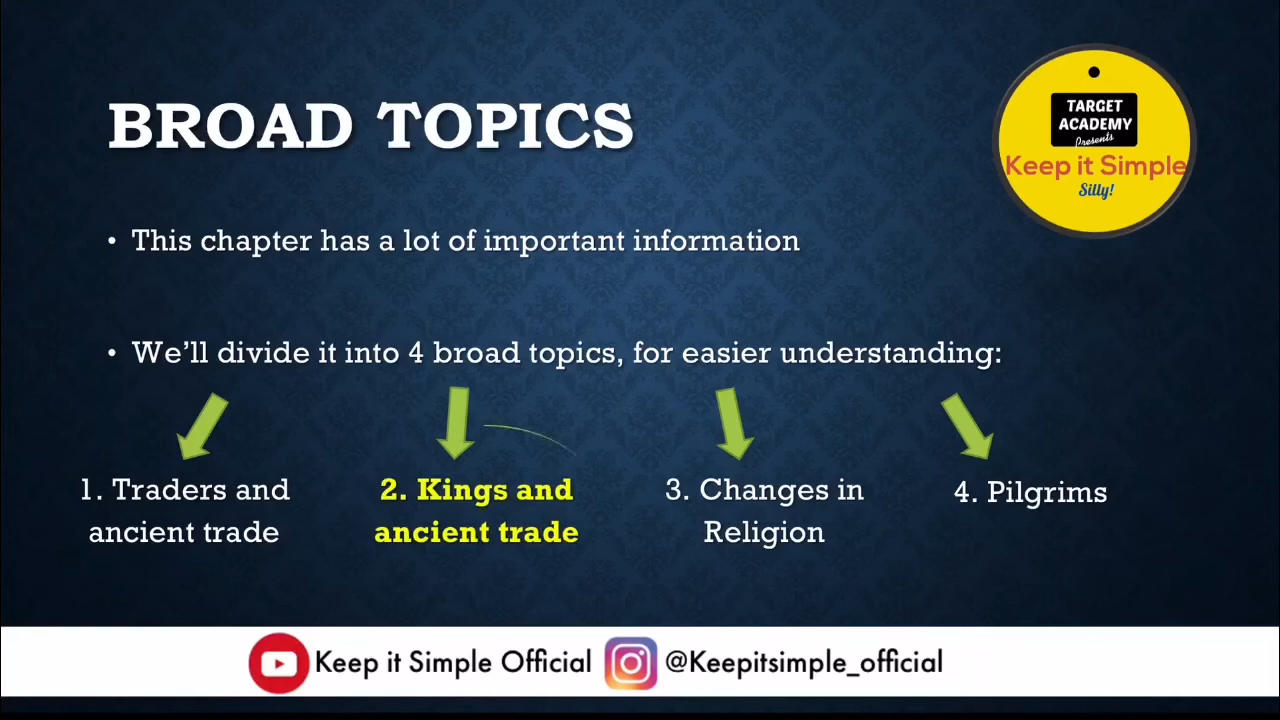 BROAD TOPICS
TARGET
ACADEMY
Presents
Keep it Simple
Silly!
• This chapter has a lot of important information
• We'll divide it into 4 broad topics, for easier understanding:
1. Traders and
ancient trade
2. Kings and
ancient trade
3. Changes in
Religion
4. Pilgrims
Keep it Simple Official @Keepitsimple_official